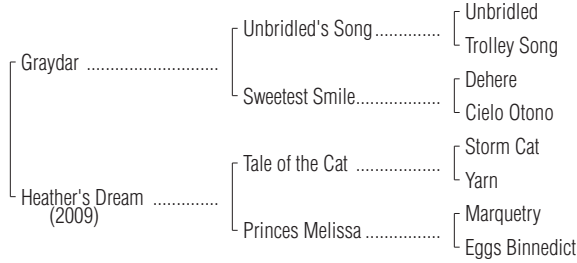 Unbridled
Unbridled's Song..............
Trolley Song
Graydar ............................
Dehere
Sweetest Smile..................
Cielo Otono
Storm Cat
Tale of the Cat ..................
Yarn
Heather's Dream ..............
(2009)
Marquetry
Princes Melissa ................
Eggs Binnedict